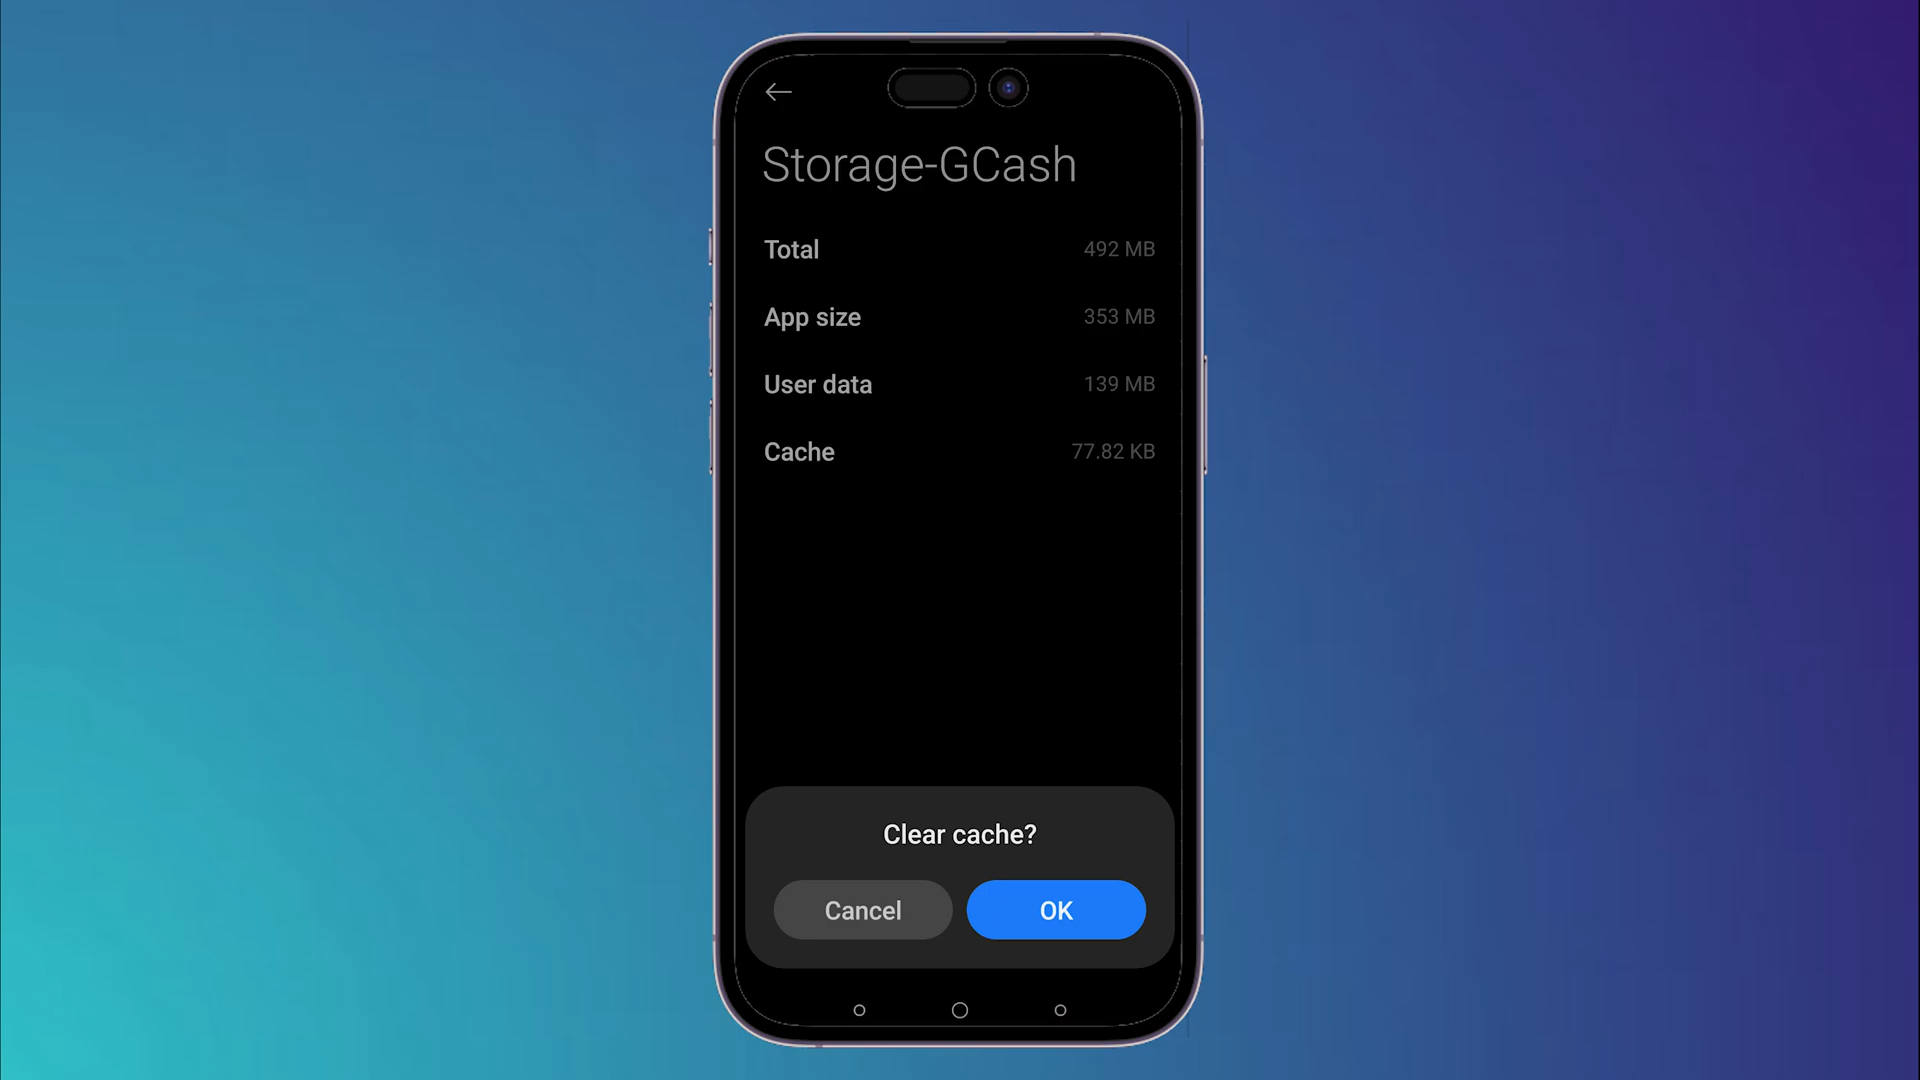 Storage-GCash
Total 492 MB
App size 353 MB
User data 139 MB
Cache 77.82 KB
Clear cache?
Cancel OK